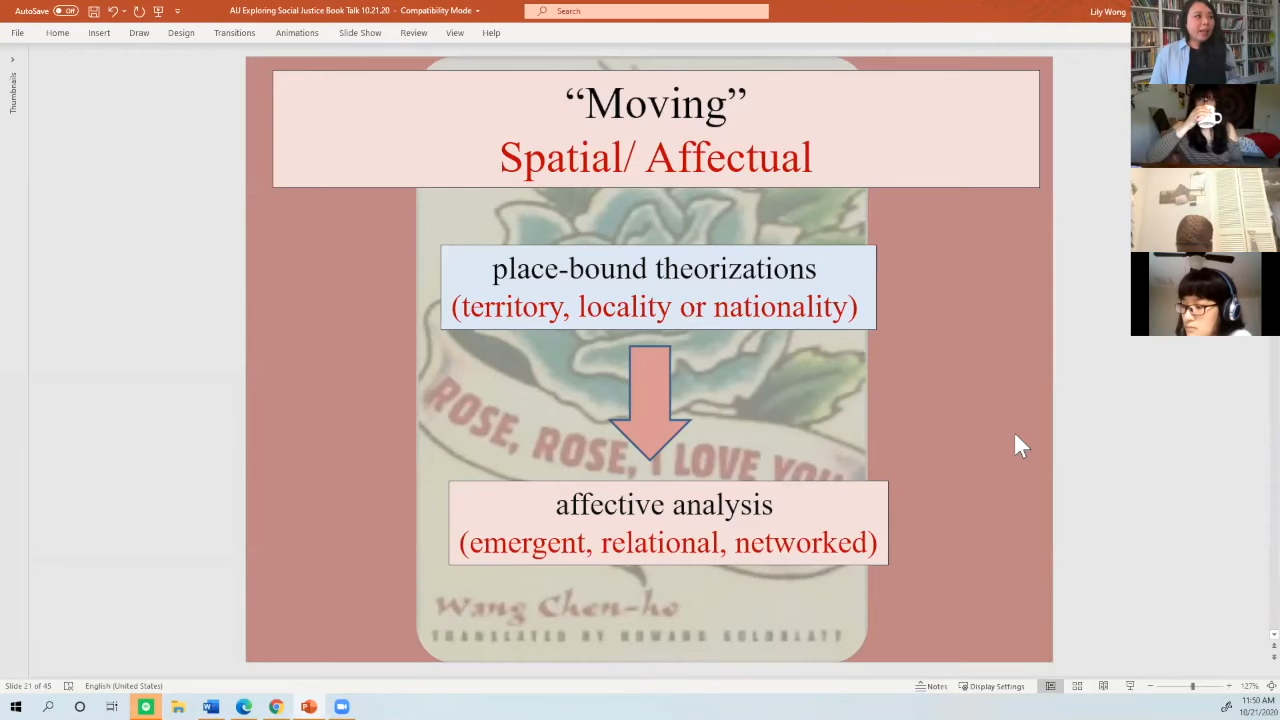 AutoSave Off
AU Exploring Social Justice Book Talk 10.21.20 - Compatibility Mode
Search
Lily Wong
File Home Insert Draw Design Transitions Animations Slide Show Review View Help
Thumbnails
“Moving”
Spatial/ Affectual
place-bound theorizations
(territory, locality or nationality)
ROSE, ROSE, I LOVE YOU
affective analysis
(emergent, relational, networked)
Wang Chen-ho
TRANSLATED BY HOWARD GOLDBLATT
Slide 21 of 45 English (United States) Notes Display Settings 127%
11:50 AM
10/21/2020